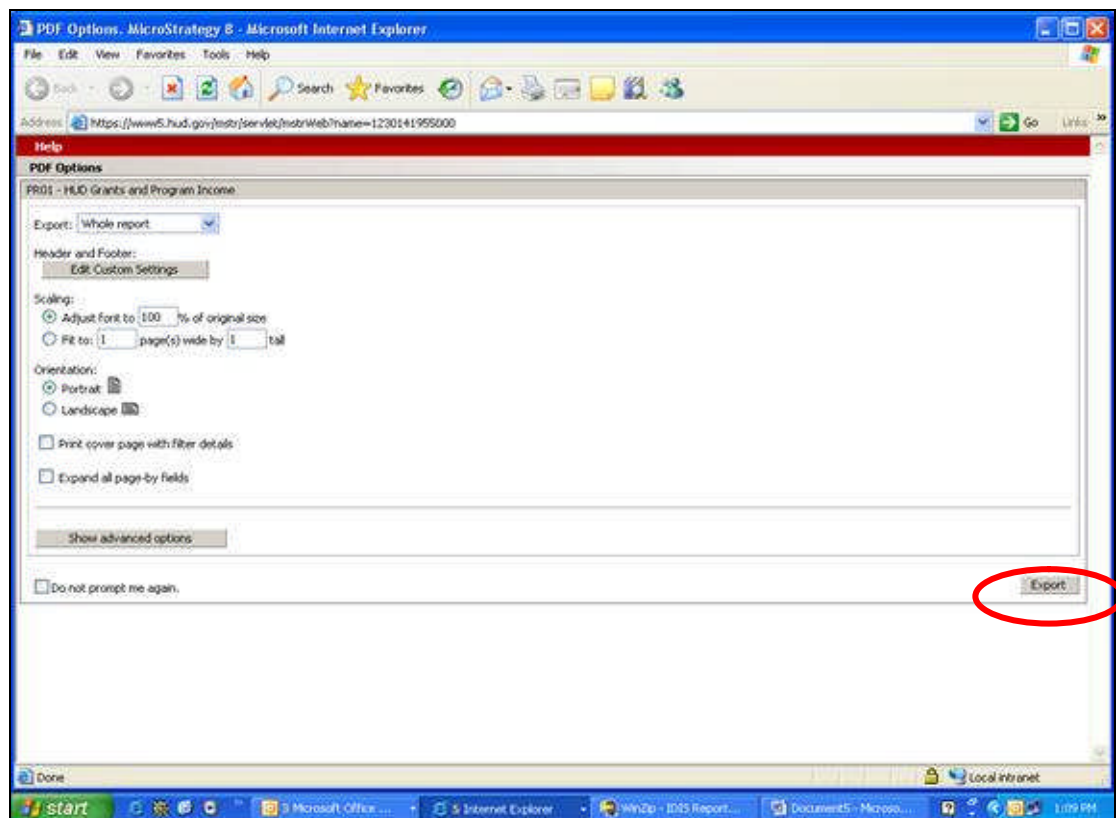 PDF Options. MicroStrategy 8 - Microsoft Internet Explorer
File Edit View Favorites Tools Help
Back Search Favorites
Address https://www5.hud.gov/mstr/servlet/mstrWeb?name=1230141955000 Go Links »
Help
PDF Options
PR01 - HUD Grants and Program Income
Export: Whole report
Header and Footer:
Edit Custom Settings
Scaling:
Adjust font to 100 % of original size
Fit to: 1 page(s) wide by 1 tall
Orientation:
Portrait
Landscape
Print cover page with filter details
Expand all page-by fields
Show advanced options
Do not prompt me again.
Export
Done Local intranet
start 3 Microsoft Office ... 5 Internet Explorer WinZip - IDIS Report... Document5 - Microso... 1:09 PM